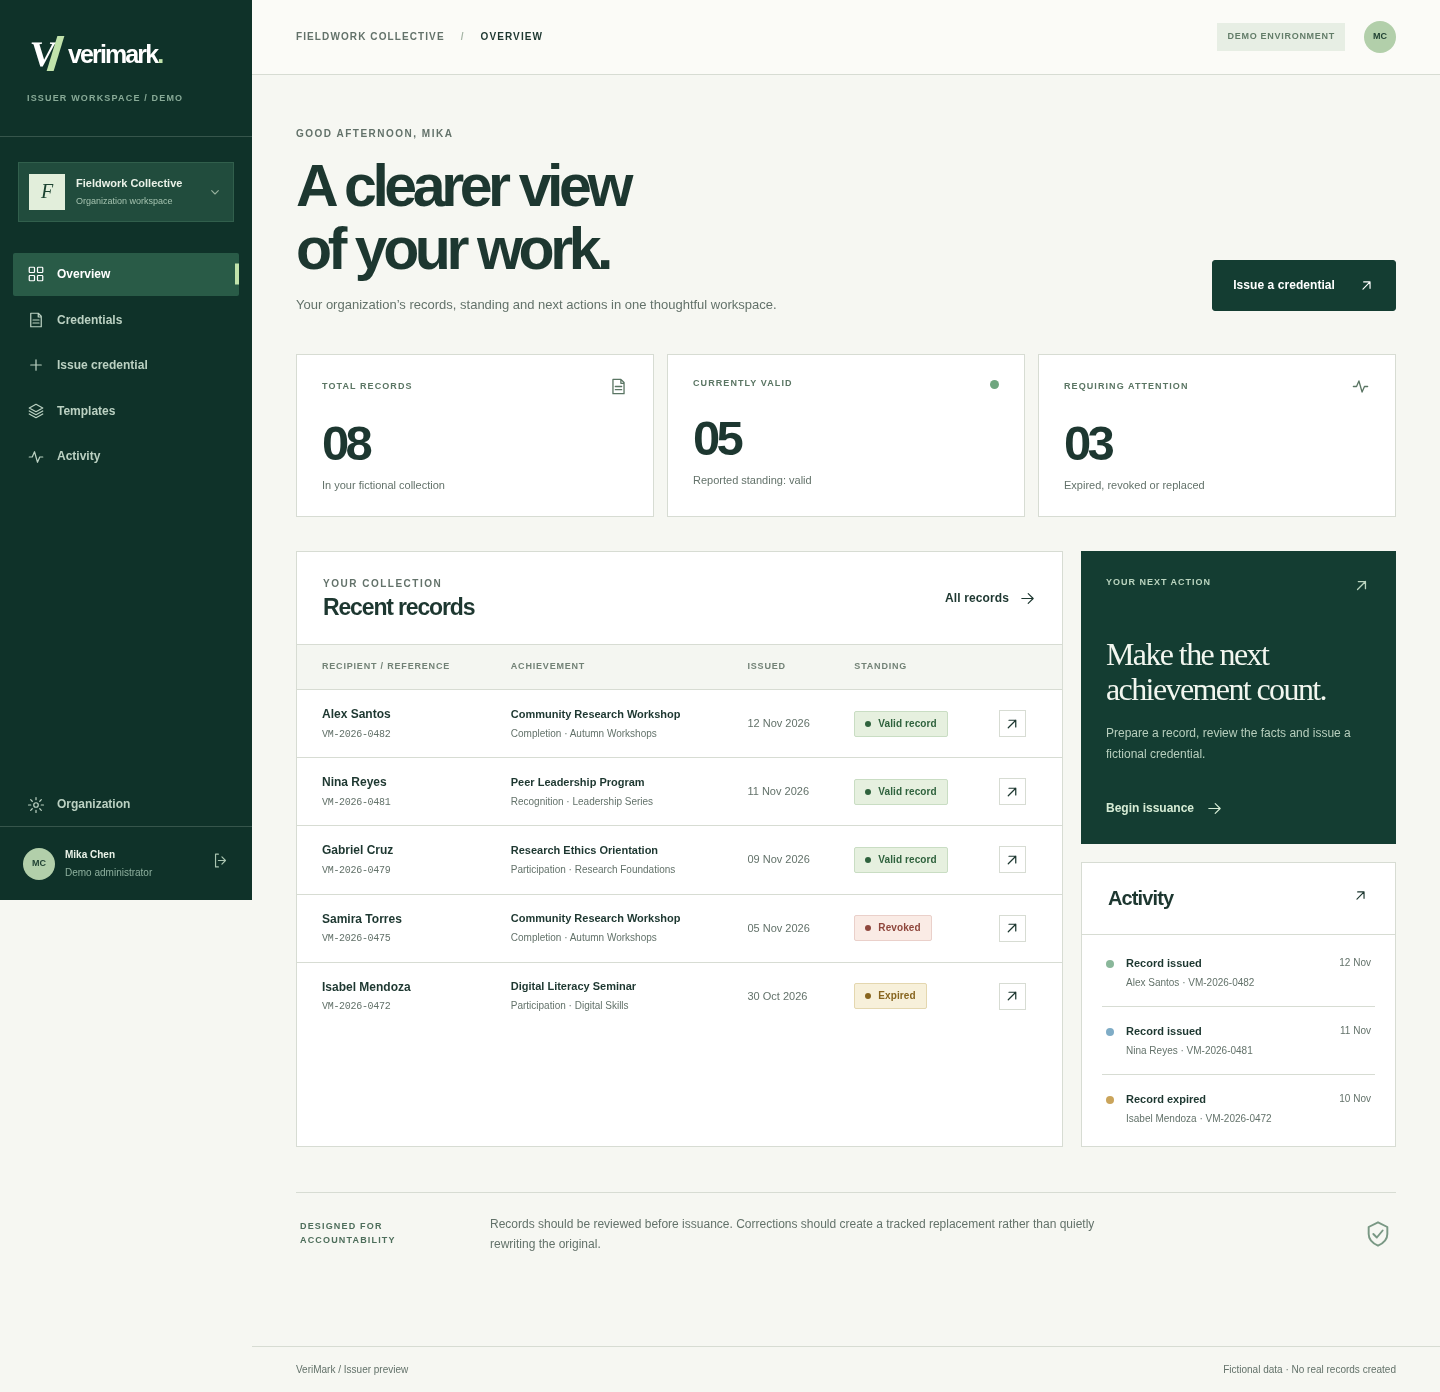 V/ verimark.
ISSUER WORKSPACE / DEMO
F
Fieldwork Collective
Organization workspace
Overview
Credentials
Issue credential
Templates
Activity
Organization
MC
Mika Chen
Demo administrator
FIELDWORK COLLECTIVE / OVERVIEW
DEMO ENVIRONMENT
MC
GOOD AFTERNOON, MIKA
A clearer view
of your work.
Your organization’s records, standing and next actions in one thoughtful workspace.
Issue a credential
TOTAL RECORDS
08
In your fictional collection
CURRENTLY VALID
05
Reported standing: valid
REQUIRING ATTENTION
03
Expired, revoked or replaced
YOUR COLLECTION
Recent records
All records
RECIPIENT / REFERENCE ACHIEVEMENT ISSUED STANDING
Alex Santos Community Research Workshop 12 Nov 2026 Valid record
VM-2026-0482 Completion · Autumn Workshops
Nina Reyes Peer Leadership Program 11 Nov 2026 Valid record
VM-2026-0481 Recognition · Leadership Series
Gabriel Cruz Research Ethics Orientation 09 Nov 2026 Valid record
VM-2026-0479 Participation · Research Foundations
Samira Torres Community Research Workshop 05 Nov 2026 Revoked
VM-2026-0475 Completion · Autumn Workshops
Isabel Mendoza Digital Literacy Seminar 30 Oct 2026 Expired
VM-2026-0472 Participation · Digital Skills
YOUR NEXT ACTION
Make the next
achievement count.
Prepare a record, review the facts and issue a
fictional credential.
Begin issuance
Activity
Record issued 12 Nov
Alex Santos · VM-2026-0482
Record issued 11 Nov
Nina Reyes · VM-2026-0481
Record expired 10 Nov
Isabel Mendoza · VM-2026-0472
DESIGNED FOR
ACCOUNTABILITY
Records should be reviewed before issuance. Corrections should create a tracked replacement rather than quietly
rewriting the original.
VeriMark / Issuer preview
Fictional data · No real records created